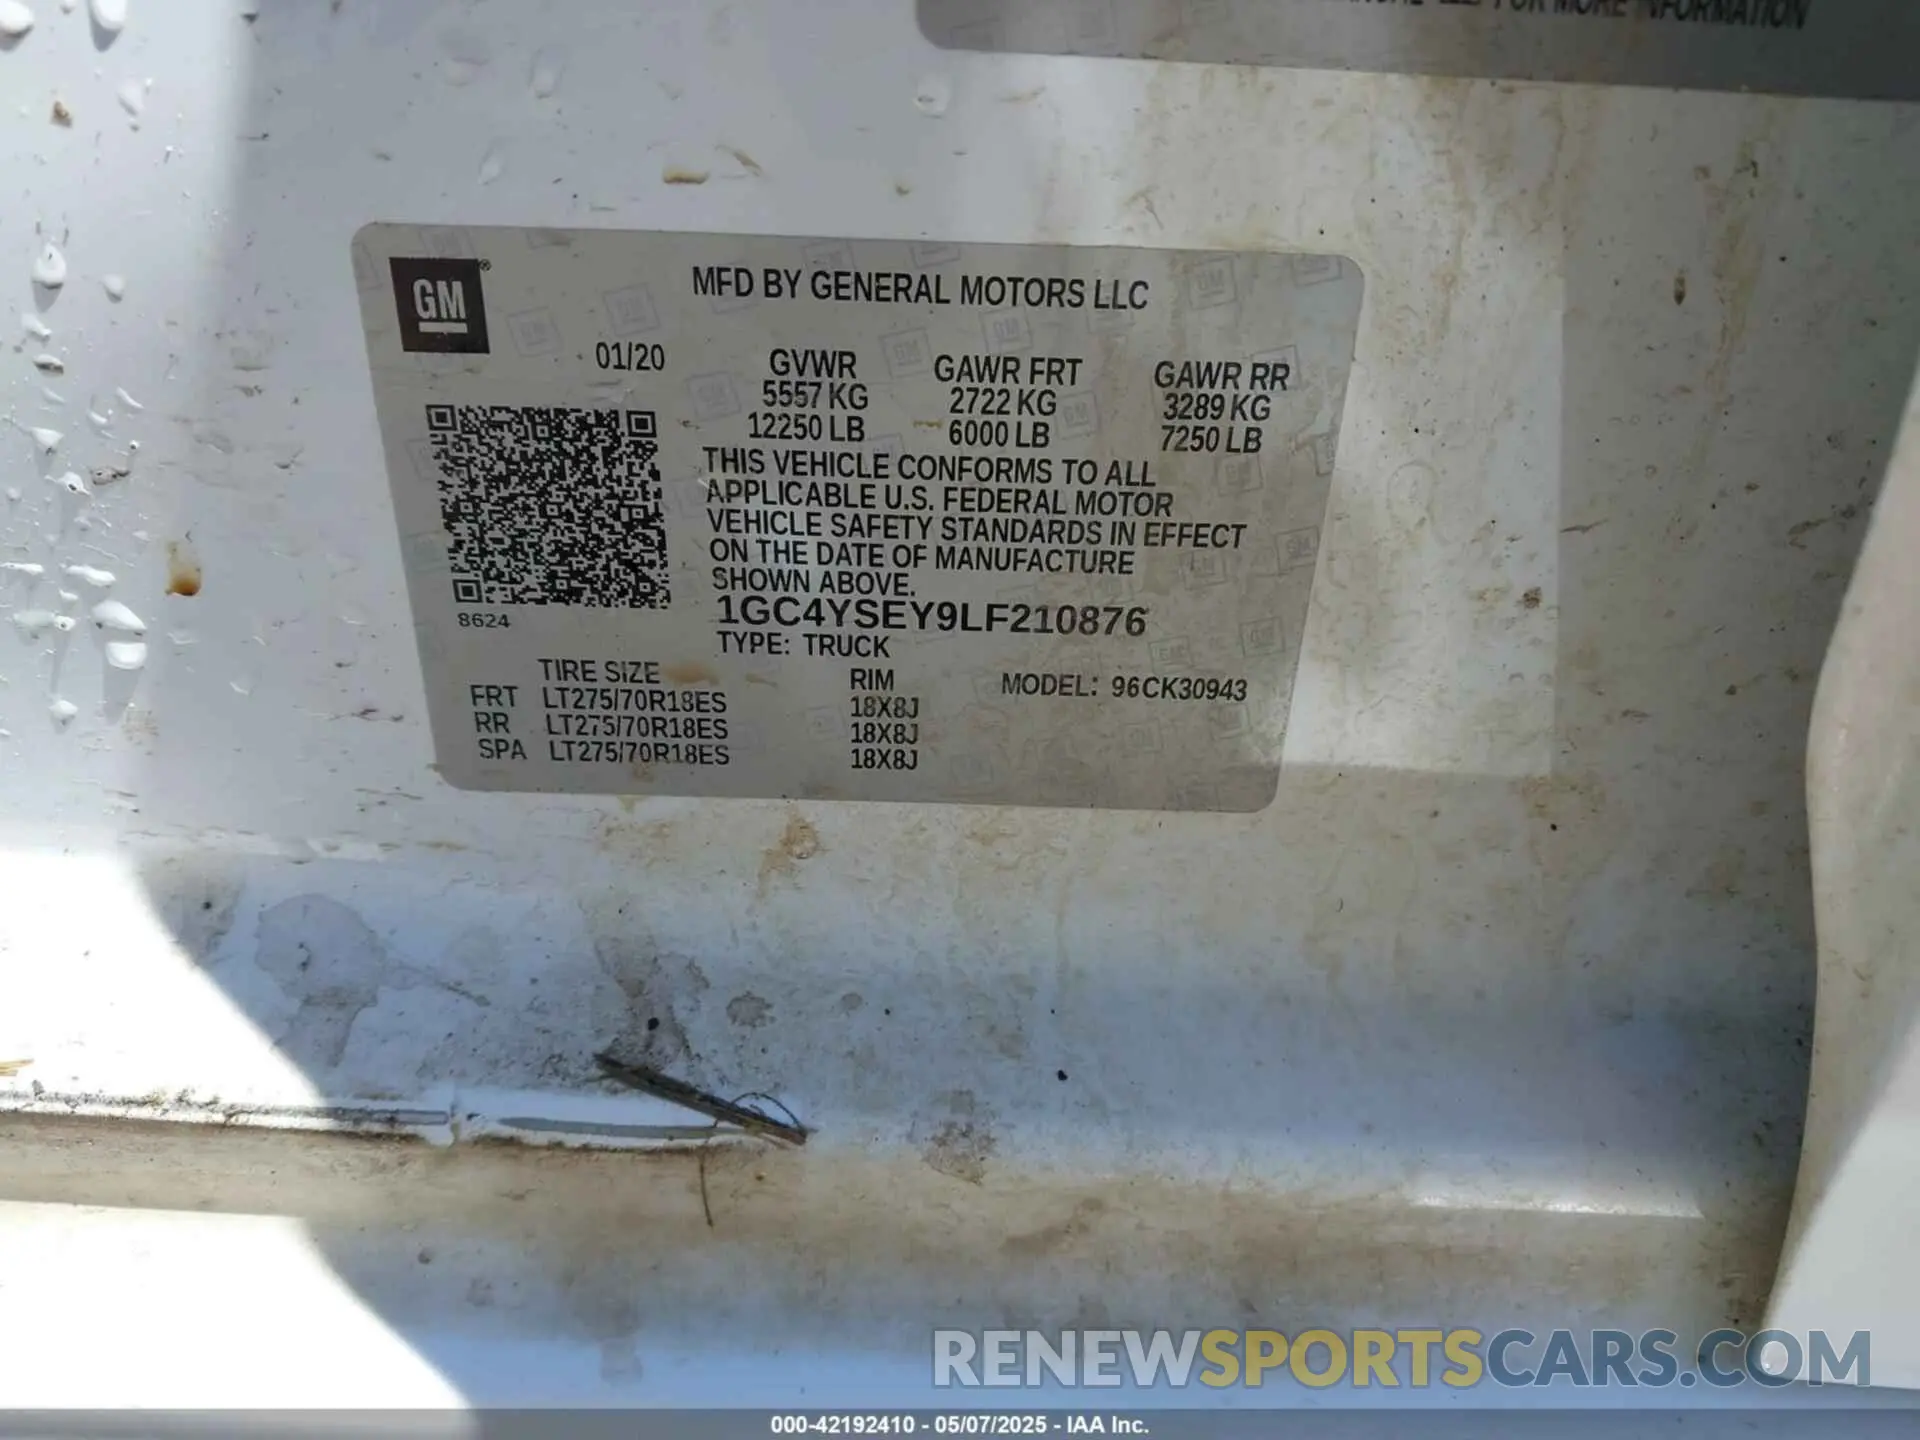 FOR MORE INFORMATION
GM®
MFD BY GENERAL MOTORS LLC
01/20
GVWR GAWR FRT GAWR RR
5557 KG 2722 KG 3289 KG
12250 LB 6000 LB 7250 LB
THIS VEHICLE CONFORMS TO ALL
APPLICABLE U.S. FEDERAL MOTOR
VEHICLE SAFETY STANDARDS IN EFFECT
ON THE DATE OF MANUFACTURE
SHOWN ABOVE.
8624
1GC4YSEY9LF210876
TYPE: TRUCK
TIRE SIZE RIM MODEL: 96CK30943
FRT LT275/70R18ES 18X8J
RR LT275/70R18ES 18X8J
SPA LT275/70R18ES 18X8J
RENEWSPORTSCARS.COM
000-42192410 - 05/07/2025 - IAA Inc.